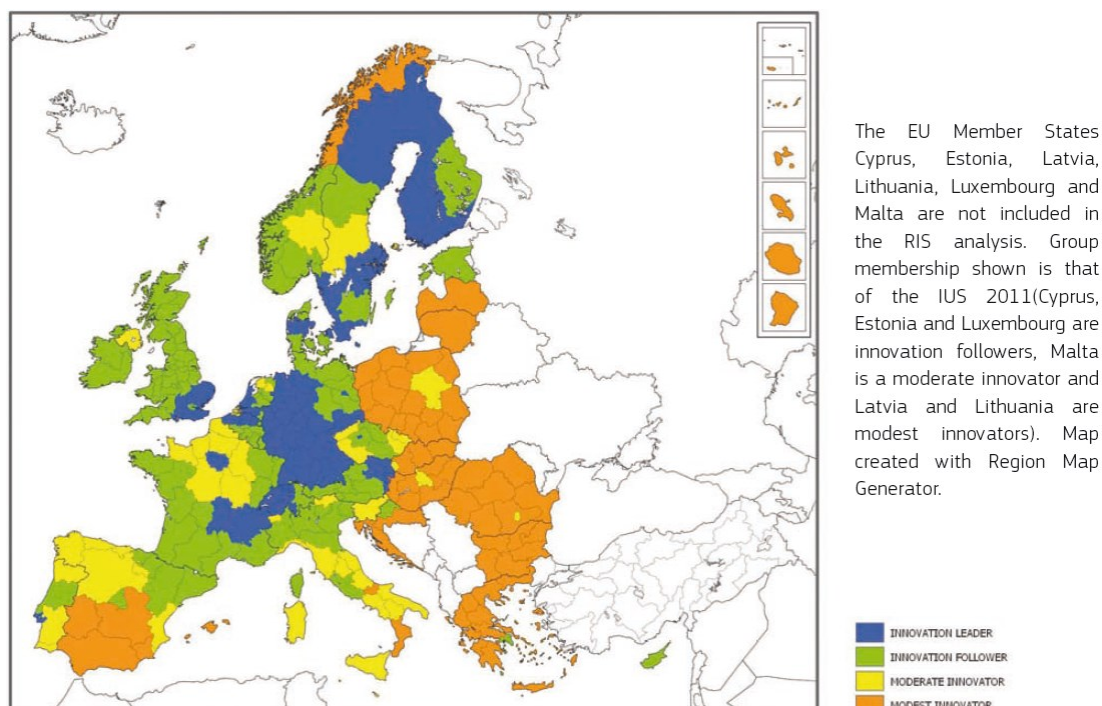 The EU Member States
Cyprus, Estonia, Latvia,
Lithuania, Luxembourg and
Malta are not included in
the RIS analysis. Group
membership shown is that
of the IUS 2011(Cyprus,
Estonia and Luxembourg are
innovation followers, Malta
is a moderate innovator and
Latvia and Lithuania are
modest innovators). Map
created with Region Map
Generator.
INNOVATION LEADER
INNOVATION FOLLOWER
MODERATE INNOVATOR
MODEST INNOVATOR